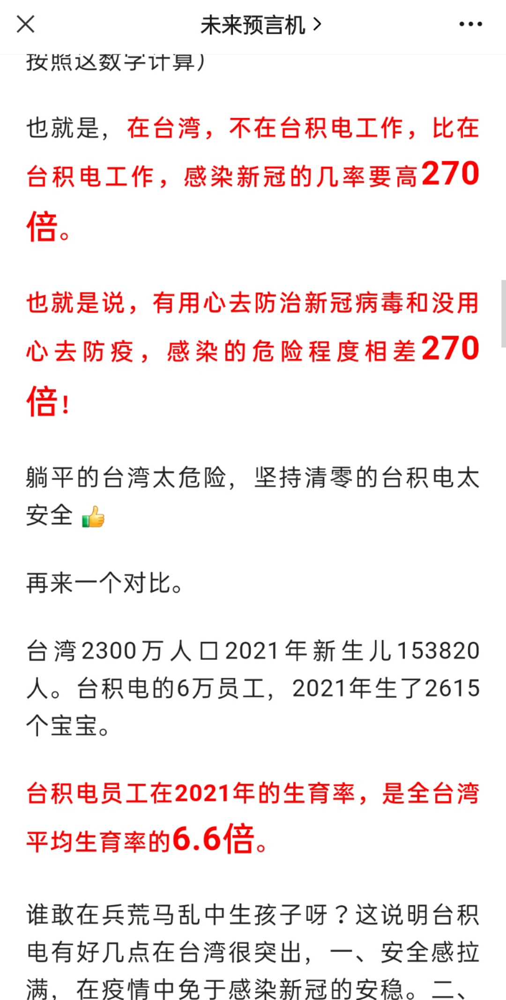 未来预言机
按照这数字计算)
也就是，在台湾，不在台积电工作，比在
台积电工作，感染新冠的几率要高270
倍。
也就是说，有用心去防治新冠病毒和没用
心去防疫，感染的危险程度相差270
倍！
躺平的台湾太危险，坚持清零的台积电太
安全👍
再来一个对比。
台湾2300万人口2021年新生儿153820
人。台积电的6万员工，2021年生了2615
个宝宝。
台积电员工在2021年的生育率，是全台湾
平均生育率的6.6倍。
谁敢在兵荒马乱中生孩子呀？这说明台积
电有好几点在台湾很突出，一、安全感拉
满，在疫情中免于感染新冠的安稳。二、